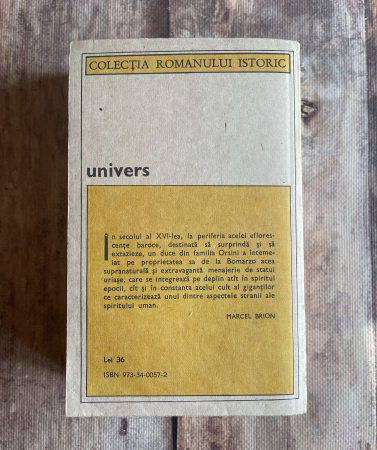 COLECȚIA ROMANULUI ISTORIC
univers
În secolul al XVI-lea, la periferia acelei eflores-
cențe baroce, destinată să surprindă și să
extazieze, un duce din familia Orsini a înteme-
iat pe proprietatea sa de la Bomarzo acea
supranaturală și extravagantă menajerie de statui
uriașe, care se integrează pe deplin atît în spiritul
epocii, cît și în constanta acelui cult al giganților
ce caracterizează unul dintre aspectele stranii ale
spiritului uman.
MARCEL BRION
Lei 36
ISBN 973-34-0057-2